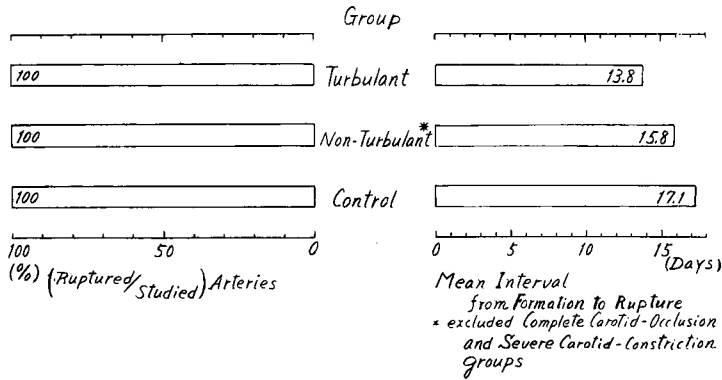 Group
100 Turbulant 13.8
100 Non-Turbulant* 15.8
100 Control 17.1
100 50 0 0 5 10 15
(%) (Ruptured/Studied) Arteries (Days)
Mean Interval
from Formation to Rupture
* excluded Complete Carotid-Occlusion
and Severe Carotid-Constriction
groups